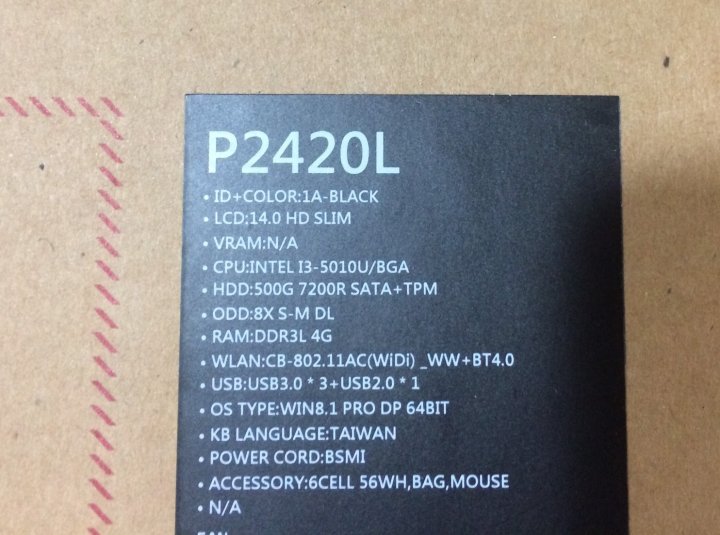 P2420L
• ID+COLOR:1A-BLACK
• LCD:14.0 HD SLIM
• VRAM:N/A
• CPU:INTEL I3-5010U/BGA
• HDD:500G 7200R SATA+TPM
• ODD:8X S-M DL
• RAM:DDR3L 4G
• WLAN:CB-802.11AC(WiDi) _WW+BT4.0
• USB:USB3.0 * 3+USB2.0 * 1
• OS TYPE:WIN8.1 PRO DP 64BIT
• KB LANGUAGE:TAIWAN
• POWER CORD:BSMI
• ACCESSORY:6CELL 56WH,BAG,MOUSE
• N/A